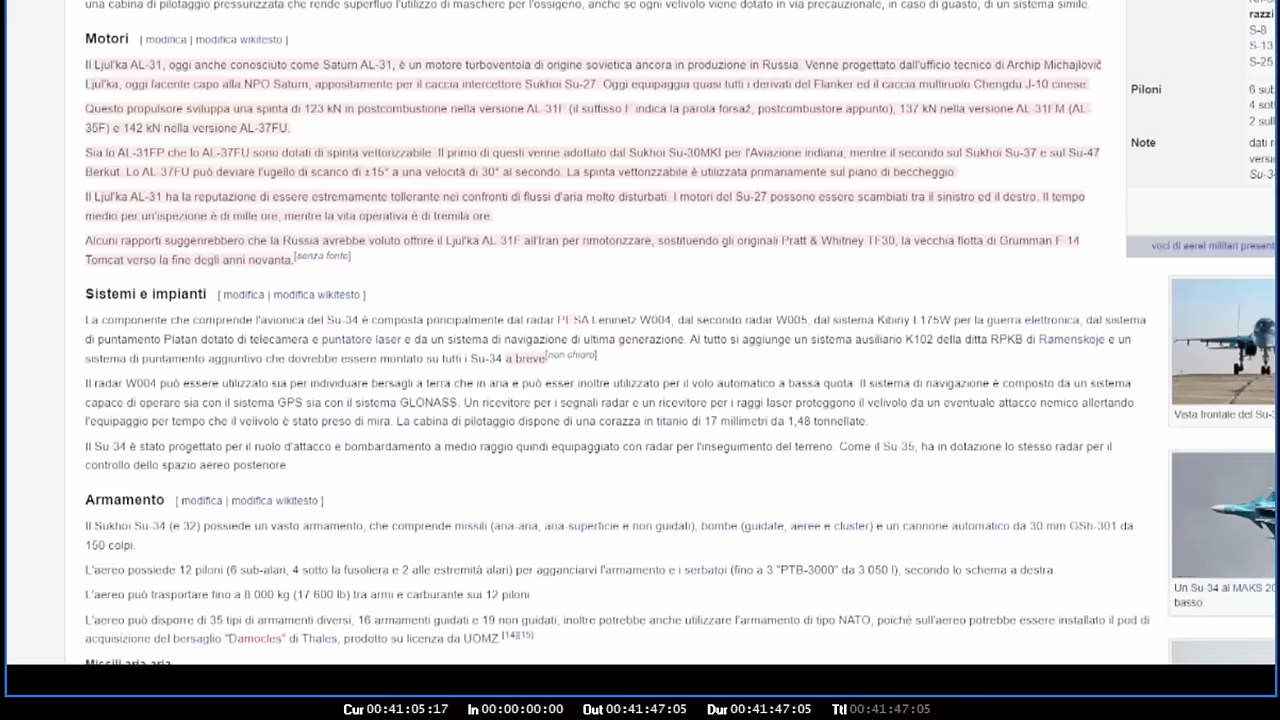 una cabina di pilotaggio pressurizzata che rende superfluo l'utilizzo di maschere per l'ossigeno, anche se ogni velivolo viene dotato in via precauzionale, in caso di guasto, di un sistema simile.
Motori [ modifica | modifica wikitesto ]
Il Ljul'ka AL-31, oggi anche conosciuto come Saturn AL-31, è un motore turboventola di origine sovietica ancora in produzione in Russia. Venne progettato dall'ufficio tecnico di Archip Michajlovič
Ljul'ka, oggi facente capo alla NPO Saturn, appositamente per il caccia intercettore Sukhoi Su-27. Oggi equipaggia quasi tutti i derivati del Flanker ed il caccia multiruolo Chengdu J-10 cinese.
Questo propulsore sviluppa una spinta di 123 kN in postcombustione nella versione AL-31F (il suffisso F indica la parola forsaž, postcombustore appunto), 137 kN nella versione AL-31FM (AL-
35F) e 142 kN nella versione AL-37FU.
Sia lo AL-31FP che lo AL-37FU sono dotati di spinta vettorizzabile. Il primo di questi venne adottato dal Sukhoi Su-30MKI per l'Aviazione indiana, mentre il secondo sul Sukhoi Su-37 e sul Su-47
Berkut. Lo AL-37FU può deviare l'ugello di scarico di ±15° a una velocità di 30° al secondo. La spinta vettorizzabile è utilizzata primariamente sul piano di beccheggio.
Il Ljul'ka AL-31 ha la reputazione di essere estremamente tollerante nei confronti di flussi d'aria molto disturbati. I motori del Su-27 possono essere scambiati tra il sinistro ed il destro. Il tempo
medio per un'ispezione è di mille ore, mentre la vita operativa è di tremila ore.
Alcuni rapporti suggerirebbero che la Russia avrebbe voluto offrire il Ljul'ka AL-31F all'Iran per rimotorizzare, sostituendo gli originali Pratt & Whitney TF30, la vecchia flotta di Grumman F-14
Tomcat verso la fine degli anni novanta.[senza fonte]
Sistemi e impianti [ modifica | modifica wikitesto ]
La componente che comprende l'avionica del Su-34 è composta principalmente dal radar PESA Leninetz W004, dal secondo radar W005, dal sistema Kibiny L175W per la guerra elettronica, dal sistema
di puntamento Platan dotato di telecamera e puntatore laser e da un sistema di navigazione di ultima generazione. Al tutto si aggiunge un sistema ausiliario K102 della ditta RPKB di Ramenskoje e un
sistema di puntamento aggiuntivo che dovrebbe essere montato su tutti i Su-34 a breve[non chiaro]
Il radar W004 può essere utilizzato sia per individuare bersagli a terra che in aria e può esser inoltre utilizzato per il volo automatico a bassa quota. Il sistema di navigazione è composto da un sistema
capace di operare sia con il sistema GPS sia con il sistema GLONASS. Un ricevitore per i segnali radar e un ricevitore per i raggi laser proteggono il velivolo da un eventuale attacco nemico allertando
l'equipaggio per tempo che il velivolo è stato preso di mira. La cabina di pilotaggio dispone di una corazza in titanio di 17 millimetri da 1,48 tonnellate.
Il Su-34 è stato progettato per il ruolo d'attacco e bombardamento a medio raggio quindi equipaggiato con radar per l'inseguimento del terreno. Come il Su-35, ha in dotazione lo stesso radar per il
controllo dello spazio aereo posteriore.
Armamento [ modifica | modifica wikitesto ]
Il Sukhoi Su-34 (e 32) possiede un vasto armamento, che comprende missili (aria-aria, aria-superficie e non guidati), bombe (guidate, aeree e cluster) e un cannone automatico da 30 mm GSh-301 da
150 colpi.
L'aereo possiede 12 piloni (6 sub-alari, 4 sotto la fusoliera e 2 alle estremità alari) per agganciarvi l'armamento e i serbatoi (fino a 3 "PTB-3000" da 3 050 l), secondo lo schema a destra.
L'aereo può trasportare fino a 8 000 kg (17 600 lb) tra armi e carburante sui 12 piloni.
L'aereo può disporre di 35 tipi di armamenti diversi, 16 armamenti guidati e 19 non guidati, inoltre potrebbe anche utilizzare l'armamento di tipo NATO, poiché sull'aereo potrebbe essere installato il pod di
acquisizione del bersaglio "Damocles" di Thales, prodotto su licenza da UOMZ.[14][15]
Missili aria-aria
razzi
S-8
S-13
S-25
Piloni 6 sub
4 sott
2 sull
Note dati r
versi
Su-3
voci di aerei militari present
Vista frontale del Su-3
Un Su-34 al MAKS 20
basso.
Cur 00:41:05:17 In 00:00:00:00 Out 00:41:47:05 Dur 00:41:47:05 Ttl 00:41:47:05